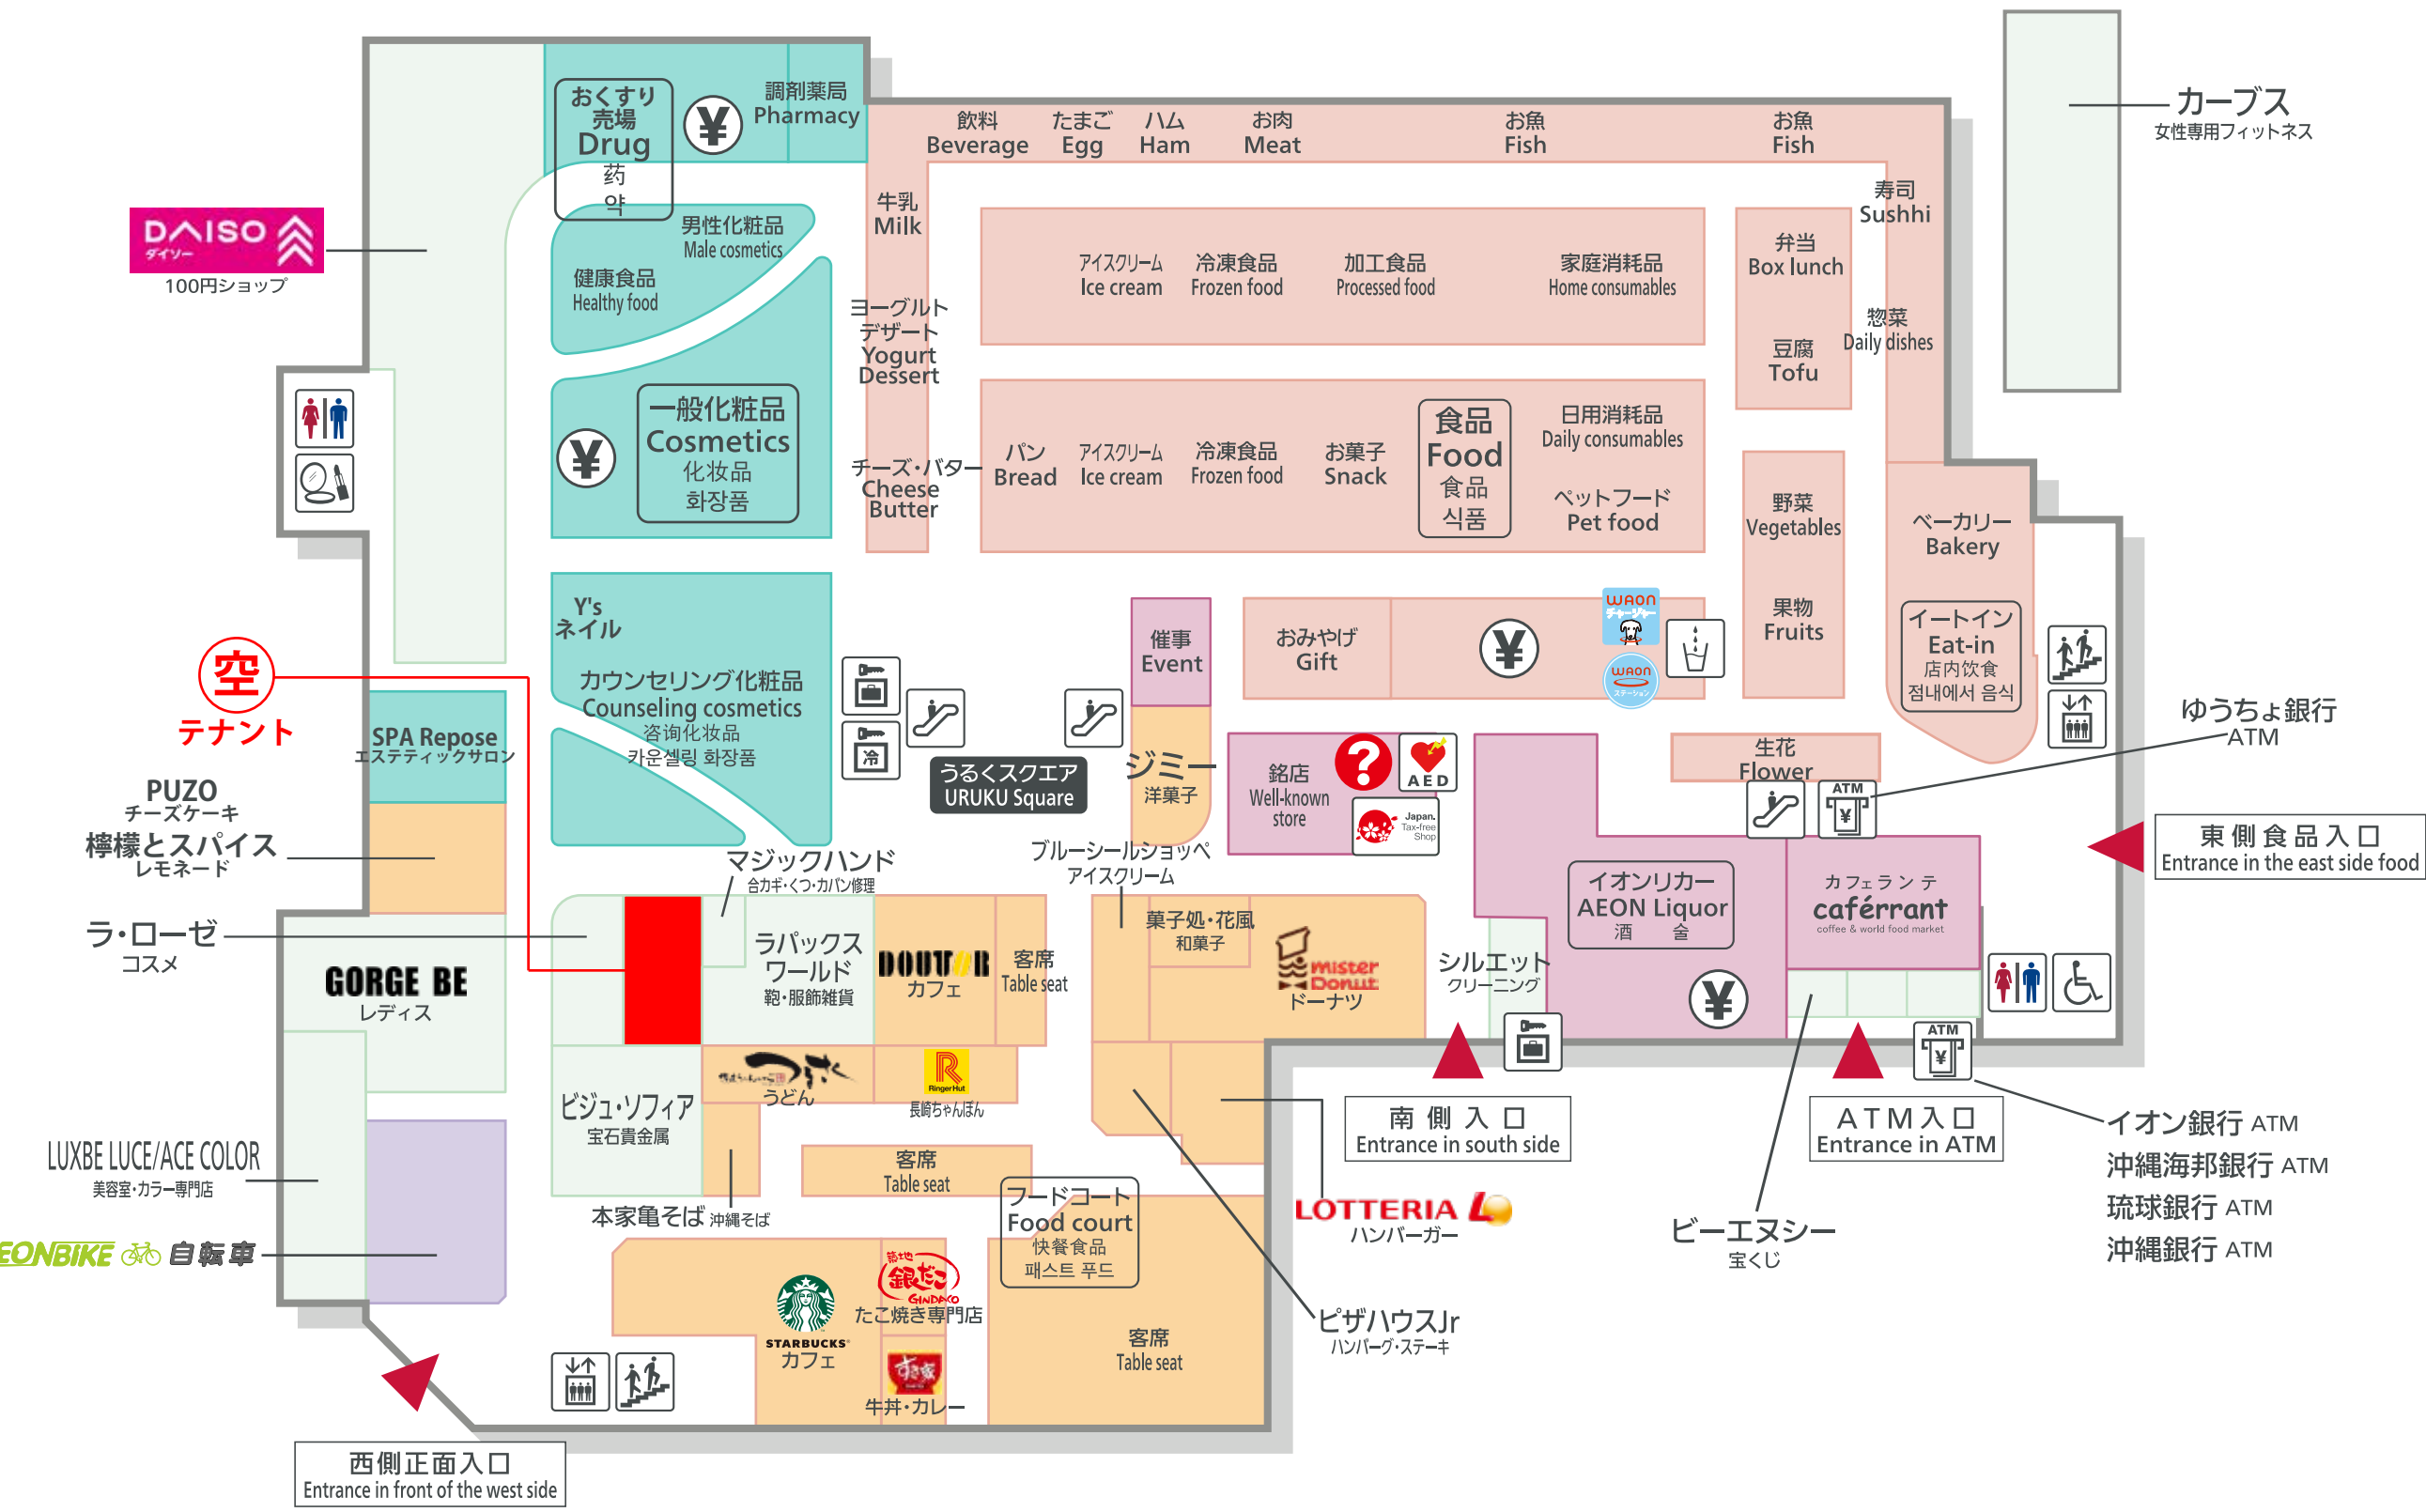 カーブス
女性専用フィットネス
おくすり
売場
Drug
药
약
¥
調剤薬局
Pharmacy
飲料
Beverage
たまご
Egg
ハム
Ham
お肉
Meat
お魚
Fish
お魚
Fish
DAISO
ダイソー
100円ショップ
男性化粧品
Male cosmetics
健康食品
Healthy food
牛乳
Milk
寿司
Sushhi
アイスクリーム
Ice cream
冷凍食品
Frozen food
加工食品
Processed food
家庭消耗品
Home consumables
弁当
Box lunch
豆腐
Tofu
惣菜
Daily dishes
ヨーグルト
デザート
Yogurt
Dessert
一般化粧品
Cosmetics
化妆品
화장품
¥
チーズ・バター
Cheese
Butter
パン
Bread
アイスクリーム
Ice cream
冷凍食品
Frozen food
お菓子
Snack
食品
Food
食品
식품
日用消耗品
Daily consumables
ペットフード
Pet food
野菜
Vegetables
果物
Fruits
ベーカリー
Bakery
イートイン
Eat-in
店内饮食
점내에서 음식
Y's
ネイル
カウンセリング化粧品
Counseling cosmetics
咨询化妆品
카운셀링 화장품
冷
催事
Event
おみやげ
Gift
¥
WAON
チャージャー
WAON
ステーション
空
テナント
SPA Repose
エステティックサロン
うるくスクエア
URUKU Square
ジミー
洋菓子
銘店
Well-known
store
?
AED
Japan.
Tax-free
Shop
生花
Flower
ATM
¥
ゆうちょ銀行
ATM
PUZO
チーズケーキ
檸檬とスパイス
レモネード
東側食品入口
Entrance in the east side food
マジックハンド
合カギ・くつ・カバン修理
ブルーシールショッペ
アイスクリーム
イオンリカー
AEON Liquor
酒 술
カフェランテ
caférrant
coffee & world food market
ラ・ローゼ
コスメ
GORGE BE
レディス
ラパックス
ワールド
鞄・服飾雑貨
DOUTOR
カフェ
客席
Table seat
菓子処・花風
和菓子
mister
Donut
ドーナツ
シルエット
クリーニング
¥
ATM
¥
ビジュ・ソフィア
宝石貴金属
うどん
RingerHut
長崎ちゃんぽん
南側入口
Entrance in south side
ATM入口
Entrance in ATM
イオン銀行 ATM
沖縄海邦銀行 ATM
琉球銀行 ATM
沖縄銀行 ATM
LUXBE LUCE/ACE COLOR
美容室・カラー専門店
客席
Table seat
本家亀そば 沖縄そば
フードコート
Food court
快餐食品
패스트 푸드
LOTTERIA
ハンバーガー
ビーエヌシー
宝くじ
EONBIKE 自転車
STARBUCKS
カフェ
築地
銀だこ
GINDACO
たこ焼き専門店
すき家
牛丼・カレー
客席
Table seat
ピザハウスJr
ハンバーグ・ステーキ
西側正面入口
Entrance in front of the west side